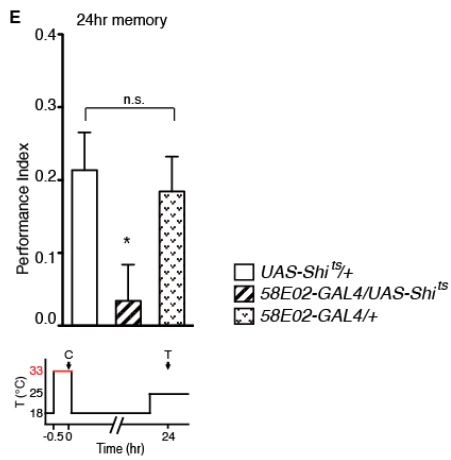 E
24hr memory
0.4
0.3
0.2
0.1
0.0
Performance Index
n.s.
*
UAS-Shi^ts/+
58E02-GAL4/UAS-Shi^ts
58E02-GAL4/+
C
T
33
25
18
T (°C)
-0.5 0
24
Time (hr)